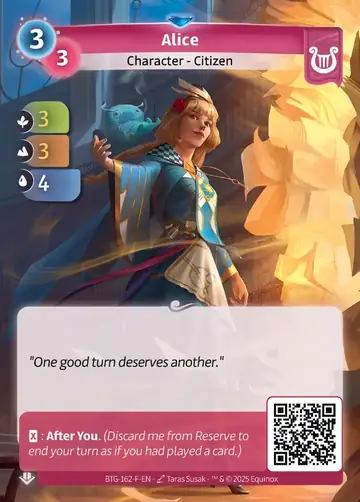 3
Alice
3
Character - Citizen
3
3
4
"One good turn deserves another."
X : After You. (Discard me from Reserve to
end your turn as if you had played a card.)
BTG-162-F-EN - Taras Susak - ™ & © 2025 Equinox